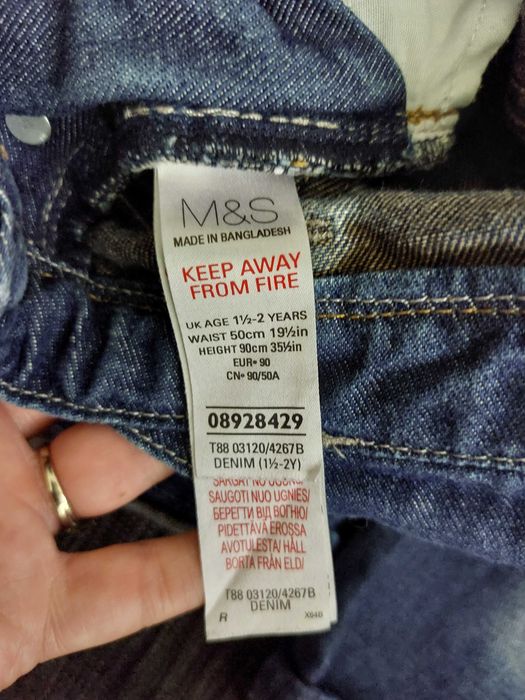 M&S
MADE IN BANGLADESH
KEEP AWAY
FROM FIRE
UK AGE 1½-2 YEARS
WAIST 50cm 19½in
HEIGHT 90cm 35½in
EUR• 90
CN• 90/50A
08928429
T88 03120/4267B
DENIM (1½-2Y)
SAUGOTI NUO UGNIES/
БЕРЕГТИ ВІД ВОГНЮ/
PIDETTÄVÄ EROSSA
AVOTULESTA/ HÅLL
BORTA FRÅN ELD/
T88 03120/4267B
DENIM
R X64B